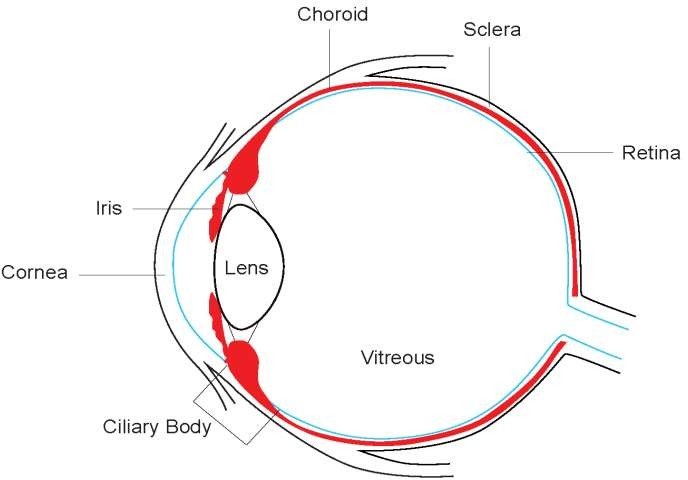 Choroid
Sclera
Retina
Iris
Cornea
Lens
Vitreous
Ciliary Body